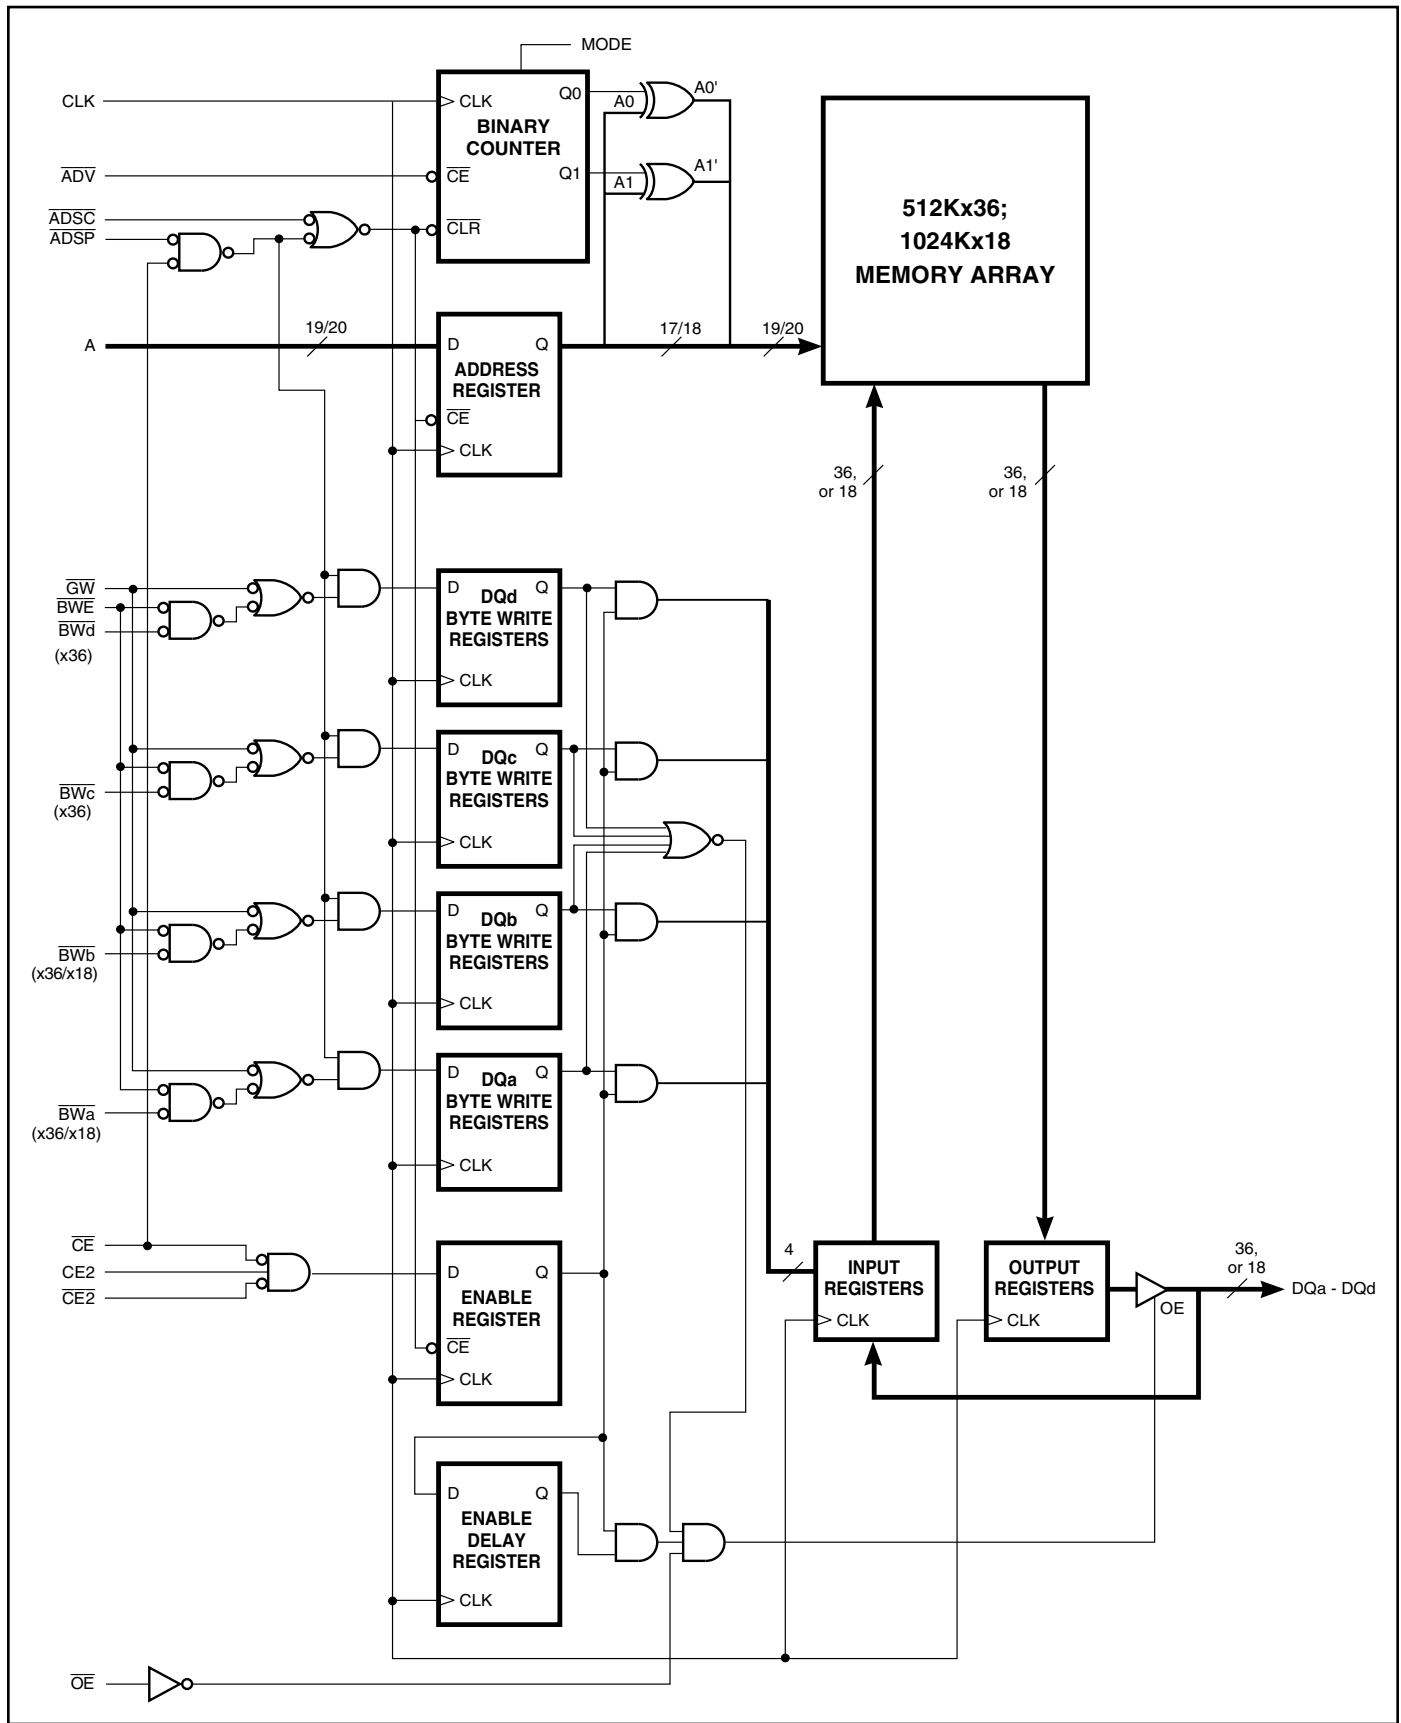 MODE
CLK
CLK
Q0
A0
A0'
BINARY
COUNTER
ADV
CE
Q1
A1
A1'
ADSC
ADSP
CLR
512Kx36;
1024Kx18
MEMORY ARRAY
A
19/20
D
Q
17/18
19/20
ADDRESS
REGISTER
CE
CLK
36,
or 18
36,
or 18
GW
BWE
BWd
(x36)
D
Q
DQd
BYTE WRITE
REGISTERS
CLK
BWc
(x36)
D
Q
DQc
BYTE WRITE
REGISTERS
CLK
BWb
(x36/x18)
D
Q
DQb
BYTE WRITE
REGISTERS
CLK
BWa
(x36/x18)
D
Q
DQa
BYTE WRITE
REGISTERS
CLK
CE
CE2
CE2
D
Q
ENABLE
REGISTER
CE
CLK
4
INPUT
REGISTERS
CLK
OUTPUT
REGISTERS
CLK
OE
36,
or 18
DQa - DQd
D
Q
ENABLE
DELAY
REGISTER
CLK
OE